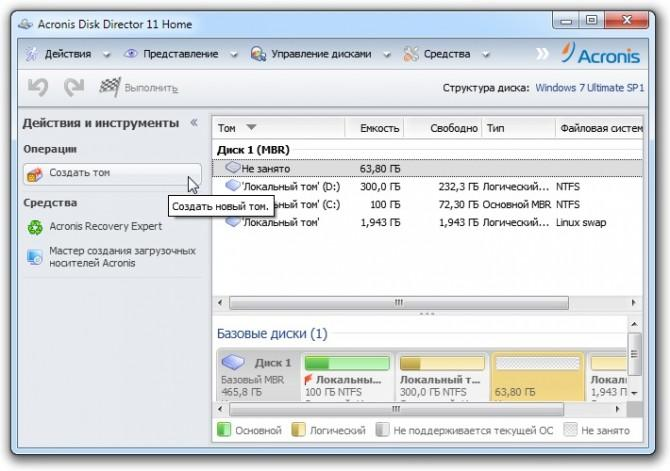 Acronis Disk Director 11 Home
Действия Представление Управление дисками Средства Acronis
Выполнить Структура диска: Windows 7 Ultimate SP1
Действия и инструменты
Операции
Создать том
Создать новый том.
Средства
Acronis Recovery Expert
Мастер создания загрузочных
носителей Acronis
Том Емкость Свободно Тип Файловая систем
Диск 1 (MBR)
Не занято 63,80 ГБ
'Локальный том' (D:) 300,0 ГБ 232,3 ГБ Логический... NTFS
ьный том' (C:) 100 ГБ 72,30 ГБ Основной MBR NTFS
'Локальный том' 1,943 ГБ 1,943 ГБ Логический... Linux swap
Базовые диски (1)
Диск 1 Локальны... Локальный т... Локал
Базовый MBR 100 ГБ NTFS 300,0 ГБ NTFS 63,80 ГБ 1,943 Г
465,8 ГБ
Основной Логический Не поддерживается текущей ОС Не занято